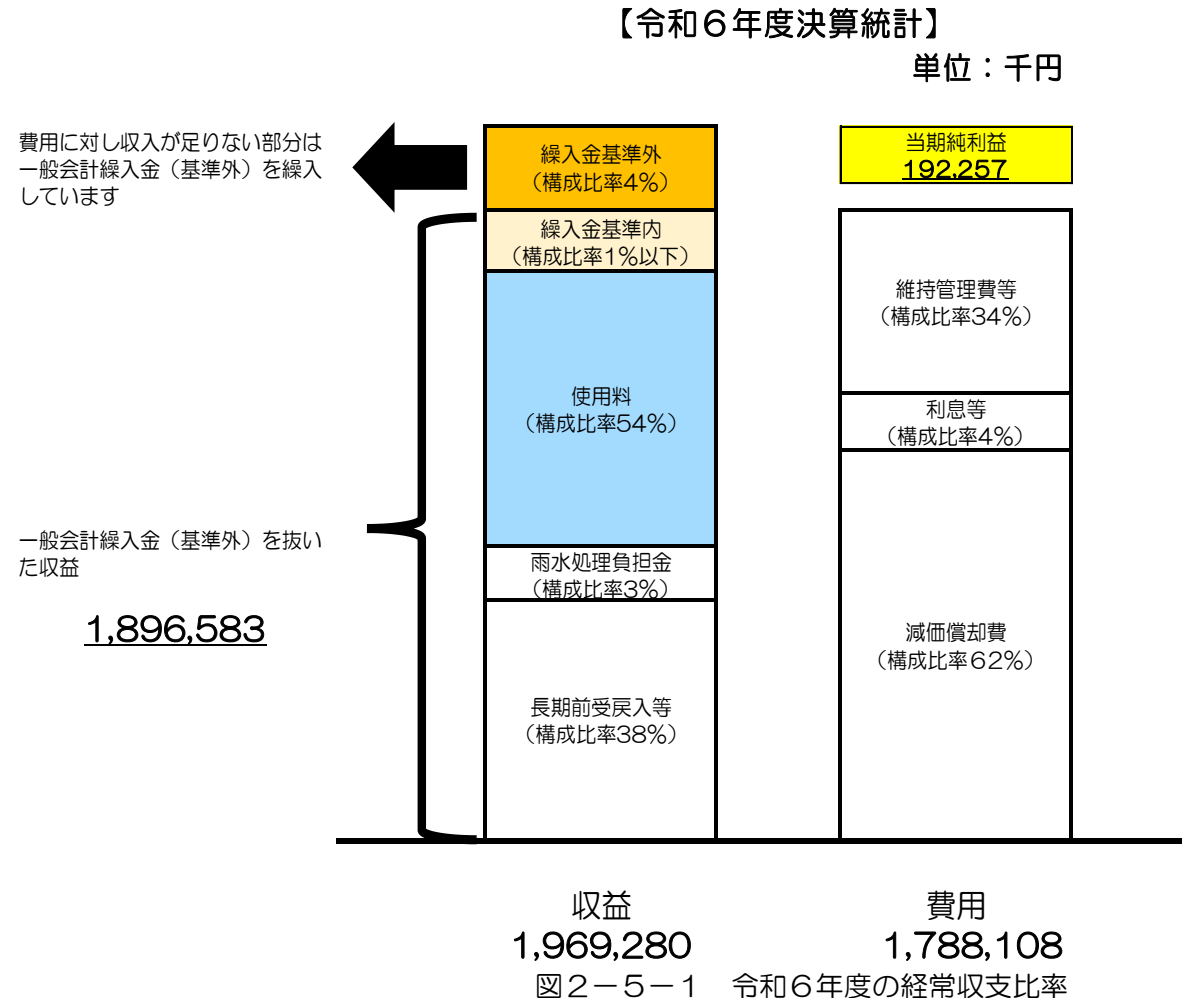 【令和６年度決算統計】
単位：千円
費用に対し収入が足りない部分は
一般会計繰入金（基準外）を繰入
しています
繰入金基準外
（構成比率4％）
繰入金基準内
（構成比率1％以下）
使用料
（構成比率54％）
雨水処理負担金
（構成比率3％）
長期前受戻入等
（構成比率38％）
一般会計繰入金（基準外）を抜い
た収益
1,896,583
当期純利益
192,257
維持管理費等
（構成比率34％）
利息等
（構成比率4％）
減価償却費
（構成比率62％）
収益
1,969,280
費用
1,788,108
図２－５－１　令和６年度の経常収支比率